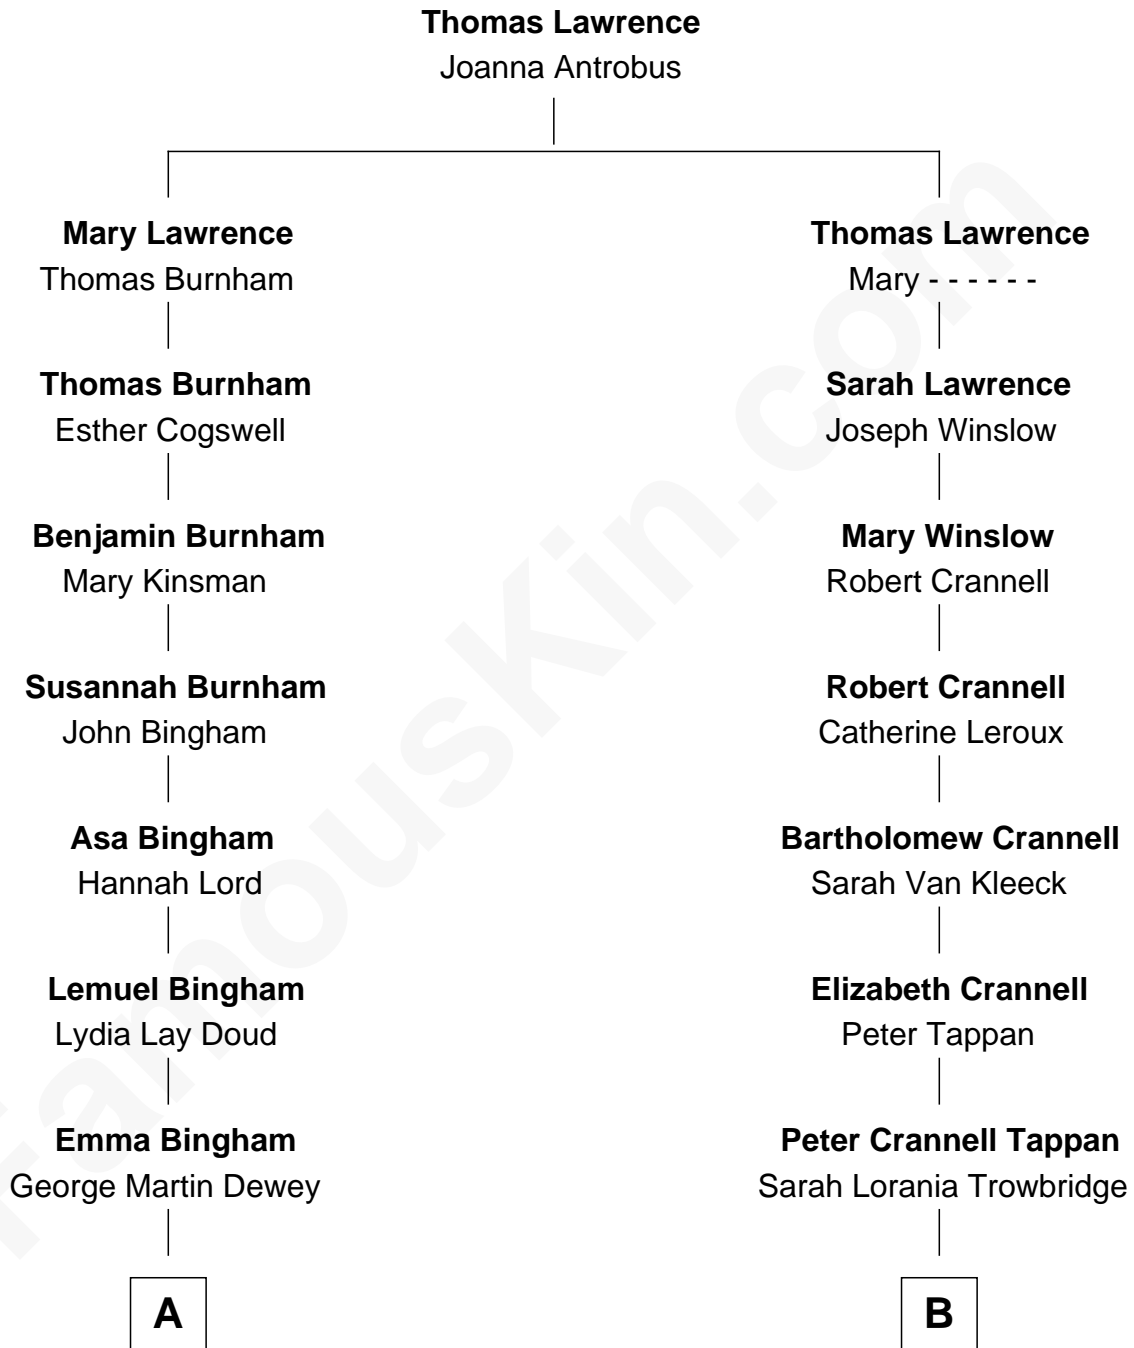 Thomas Lawrence
Joanna Antrobus
Mary Lawrence
Thomas Burnham
Thomas Lawrence
Mary - - - - - -
Thomas Burnham
Esther Cogswell
Sarah Lawrence
Joseph Winslow
Benjamin Burnham
Mary Kinsman
Mary Winslow
Robert Crannell
Susannah Burnham
John Bingham
Robert Crannell
Catherine Leroux
Asa Bingham
Hannah Lord
Bartholomew Crannell
Sarah Van Kleeck
Lemuel Bingham
Lydia Lay Doud
Elizabeth Crannell
Peter Tappan
Emma Bingham
George Martin Dewey
Peter Crannell Tappan
Sarah Lorania Trowbridge
A
B
FamousKin.com